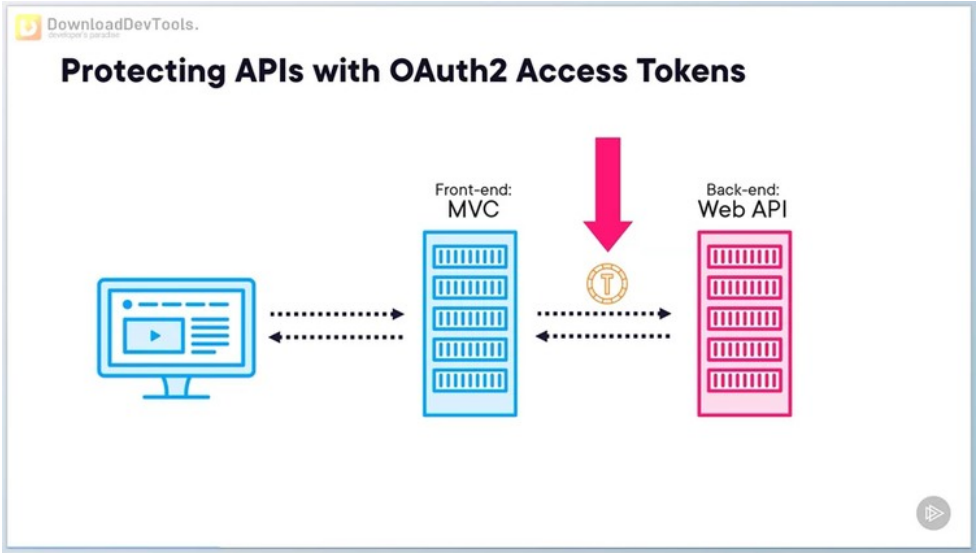 DownloadDevTools.
developer's paradise
Protecting APIs with OAuth2 Access Tokens
Front-end:
MVC
Back-end:
Web API
T